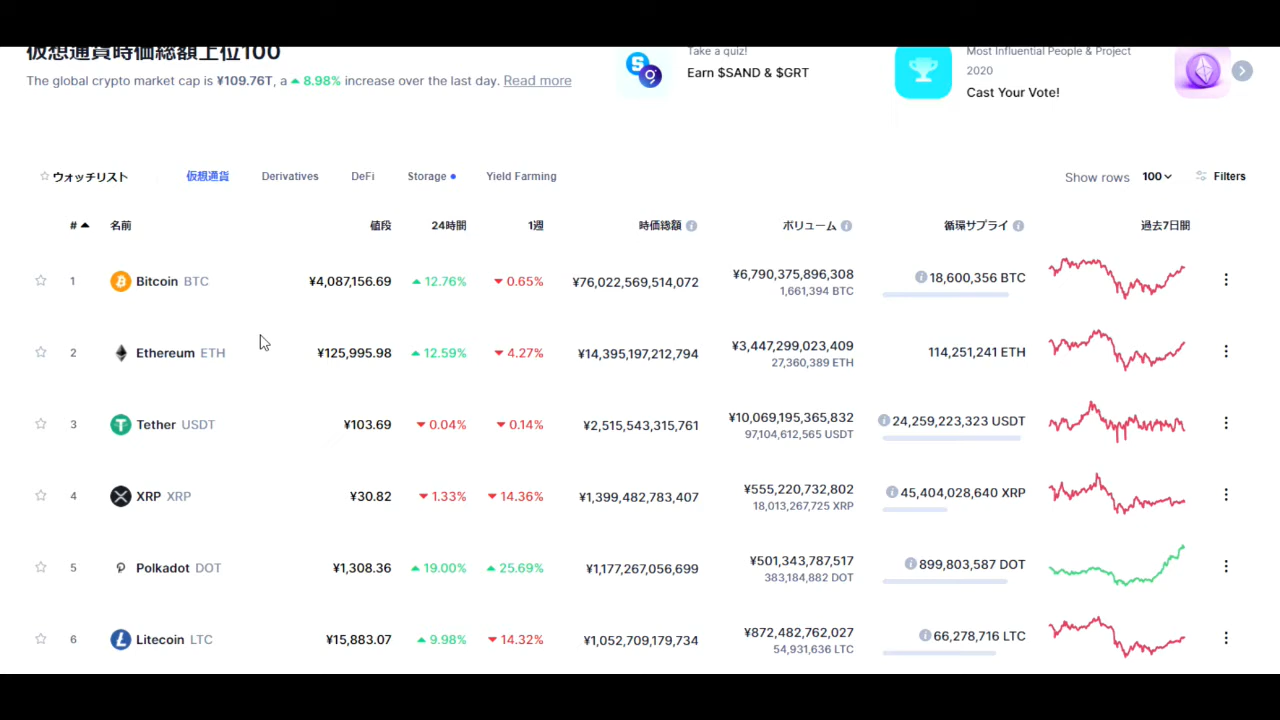 仮想通貨時価総額上位100
The global crypto market cap is ¥109.76T, a 8.98% increase over the last day. Read more
Take a quiz!
Earn $SAND & $GRT
Most Influential People & Project
2020
Cast Your Vote!
ウォッチリスト 仮想通貨 Derivatives DeFi Storage Yield Farming Show rows 100 Filters
# 名前 値段 24時間 1週 時価総額 ボリューム 循環サプライ 過去7日間
1 Bitcoin BTC ¥4,087,156.69 12.76% 0.65% ¥76,022,569,514,072 ¥6,790,375,896,308 18,600,356 BTC
1,661,394 BTC
2 Ethereum ETH ¥125,995.98 12.59% 4.27% ¥14,395,197,212,794 ¥3,447,299,023,409 114,251,241 ETH
27,360,389 ETH
3 Tether USDT ¥103.69 0.04% 0.14% ¥2,515,543,315,761 ¥10,069,195,365,832 24,259,223,323 USDT
97,104,612,565 USDT
4 XRP XRP ¥30.82 1.33% 14.36% ¥1,399,482,783,407 ¥555,220,732,802 45,404,028,640 XRP
18,013,267,725 XRP
5 Polkadot DOT ¥1,308.36 19.00% 25.69% ¥1,177,267,056,699 ¥501,343,787,517 899,803,587 DOT
383,184,882 DOT
6 Litecoin LTC ¥15,883.07 9.98% 14.32% ¥1,052,709,179,734 ¥872,482,762,027 66,278,716 LTC
54,931,636 LTC